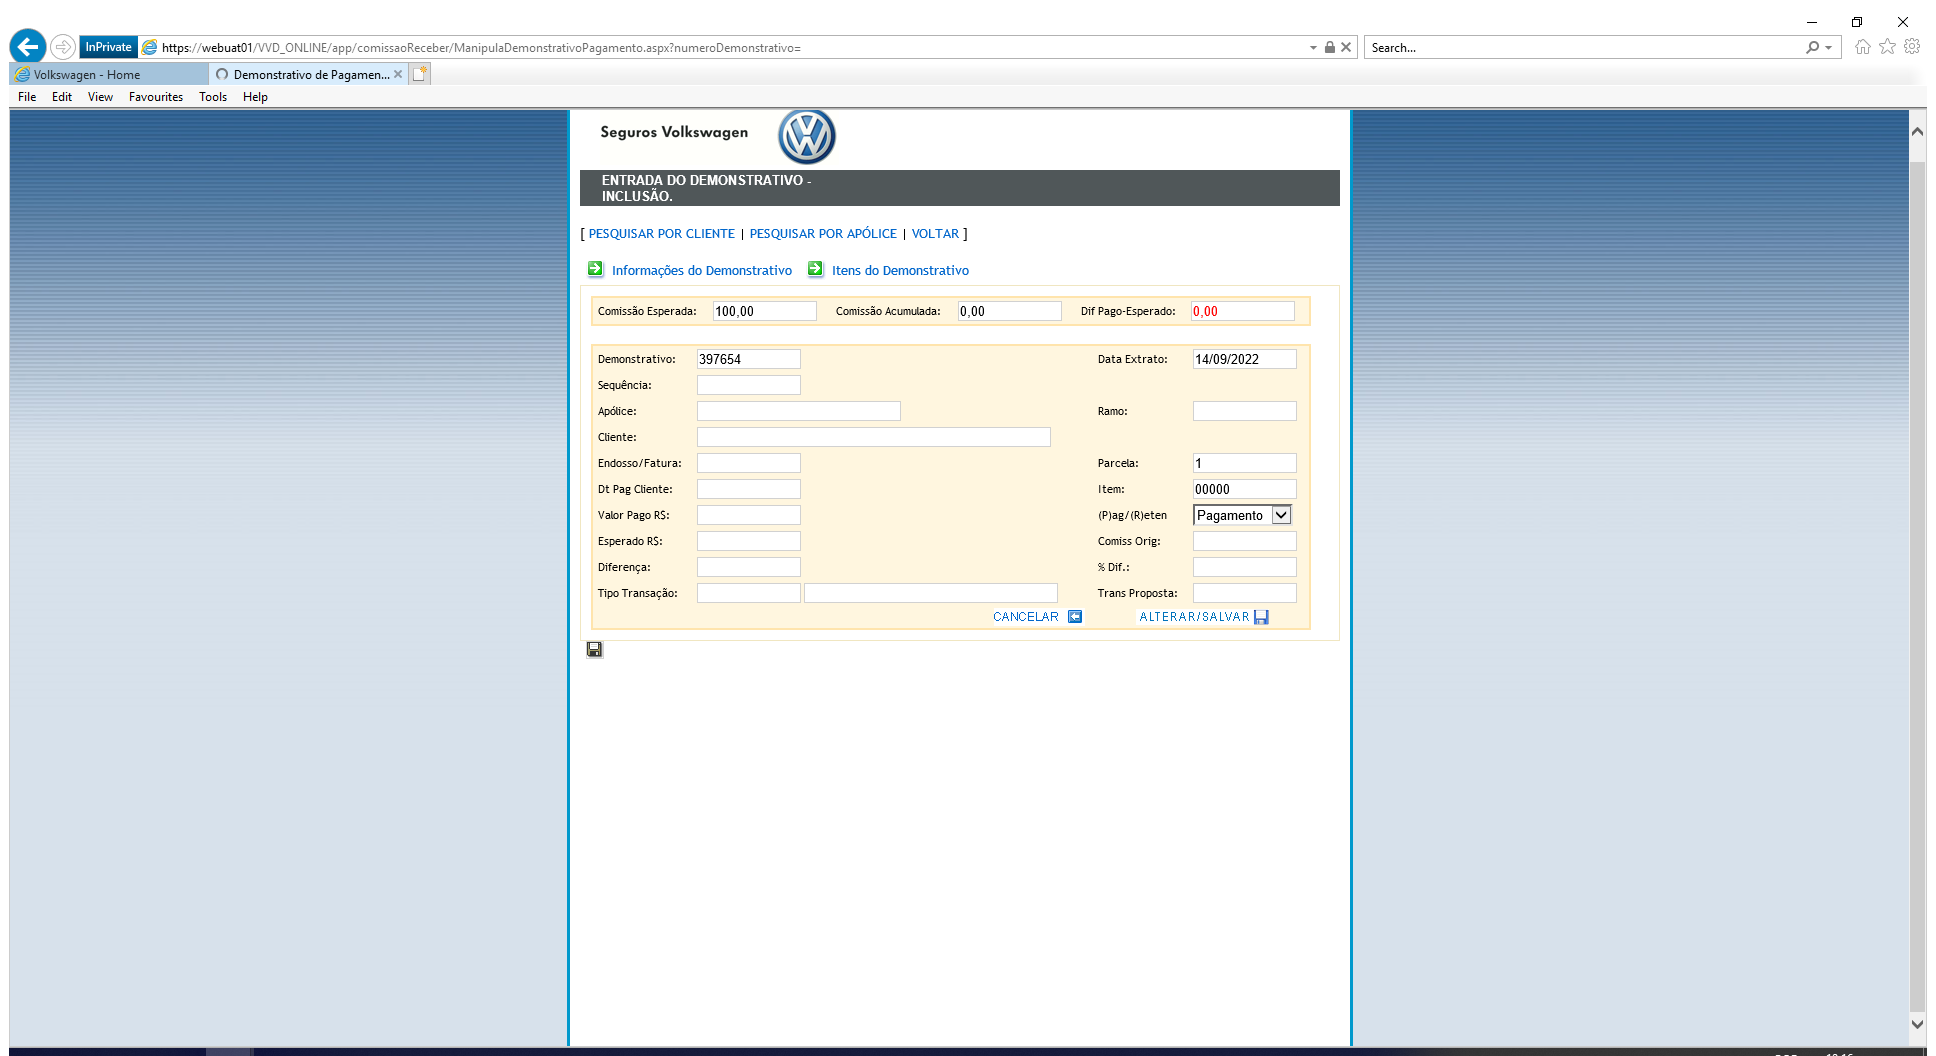 InPrivate https://webuat01/VVD_ONLINE/app/comissaoReceber/ManipulaDemonstrativoPagamento.aspx?numeroDemonstrativo= Search...
Volkswagen - Home Demonstrativo de Pagamen...
File Edit View Favourites Tools Help
Seguros Volkswagen
ENTRADA DO DEMONSTRATIVO -
INCLUSÃO.
[ PESQUISAR POR CLIENTE | PESQUISAR POR APÓLICE | VOLTAR ]
Informações do Demonstrativo Itens do Demonstrativo
Comissão Esperada: 100,00 Comissão Acumulada: 0,00 Dif Pago-Esperado: 0,00
Demonstrativo: 397654 Data Extrato: 14/09/2022
Sequência:
Apólice: Ramo:
Cliente:
Endosso/Fatura: Parcela: 1
Dt Pag Cliente: Item: 00000
Valor Pago R$: (P)ag/(R)eten Pagamento
Esperado R$: Comiss Orig:
Diferença: % Dif.:
Tipo Transação: Trans Proposta:
CANCELAR ALTERAR/SALVAR